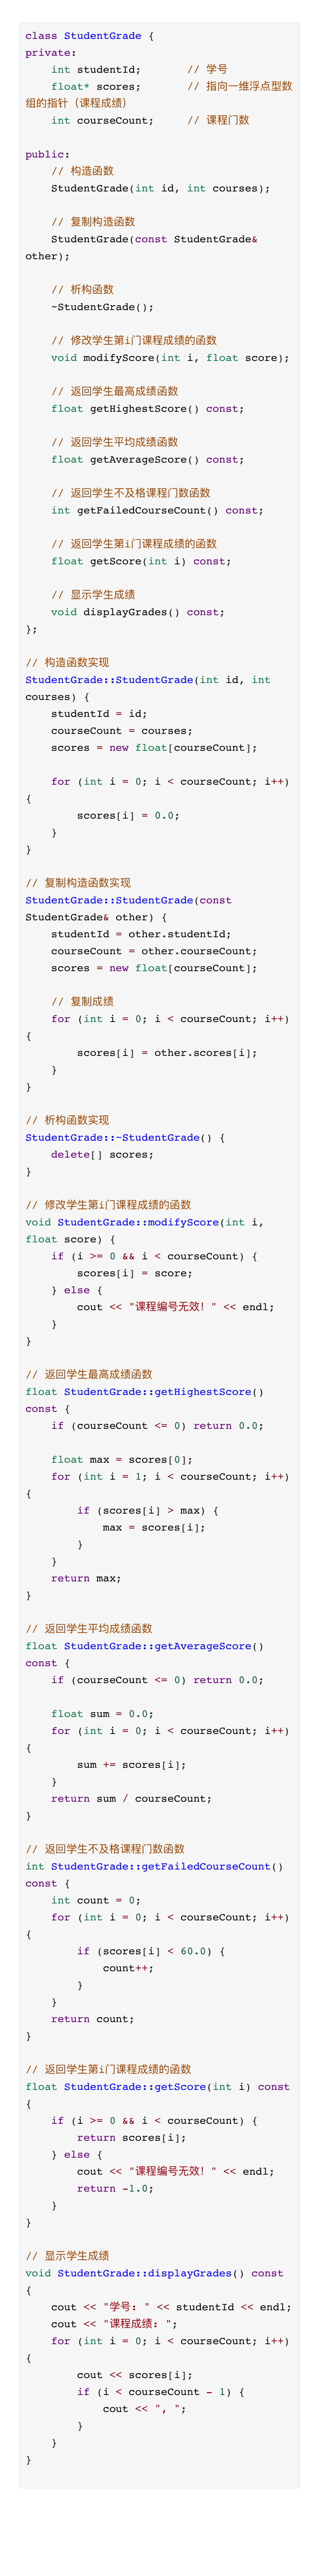 class StudentGrade {
private:
    int studentId;       // 学号
    float* scores;       // 指向一维浮点型数
组的指针（课程成绩）
    int courseCount;     // 课程门数

public:
    // 构造函数
    StudentGrade(int id, int courses);

    // 复制构造函数
    StudentGrade(const StudentGrade&
other);

    // 析构函数
    ~StudentGrade();

    // 修改学生第i门课程成绩的函数
    void modifyScore(int i, float score);

    // 返回学生最高成绩函数
    float getHighestScore() const;

    // 返回学生平均成绩函数
    float getAverageScore() const;

    // 返回学生不及格课程门数函数
    int getFailedCourseCount() const;

    // 返回学生第i门课程成绩的函数
    float getScore(int i) const;

    // 显示学生成绩
    void displayGrades() const;
};

// 构造函数实现
StudentGrade::StudentGrade(int id, int
courses) {
    studentId = id;
    courseCount = courses;
    scores = new float[courseCount];

    for (int i = 0; i < courseCount; i++)
{
        scores[i] = 0.0;
    }
}

// 复制构造函数实现
StudentGrade::StudentGrade(const
StudentGrade& other) {
    studentId = other.studentId;
    courseCount = other.courseCount;
    scores = new float[courseCount];

    // 复制成绩
    for (int i = 0; i < courseCount; i++)
{
        scores[i] = other.scores[i];
    }
}

// 析构函数实现
StudentGrade::~StudentGrade() {
    delete[] scores;
}

// 修改学生第i门课程成绩的函数
void StudentGrade::modifyScore(int i,
float score) {
    if (i >= 0 && i < courseCount) {
        scores[i] = score;
    } else {
        cout << "课程编号无效！" << endl;
    }
}

// 返回学生最高成绩函数
float StudentGrade::getHighestScore()
const {
    if (courseCount <= 0) return 0.0;

    float max = scores[0];
    for (int i = 1; i < courseCount; i++)
{
        if (scores[i] > max) {
            max = scores[i];
        }
    }
    return max;
}

// 返回学生平均成绩函数
float StudentGrade::getAverageScore()
const {
    if (courseCount <= 0) return 0.0;

    float sum = 0.0;
    for (int i = 0; i < courseCount; i++)
{
        sum += scores[i];
    }
    return sum / courseCount;
}

// 返回学生不及格课程门数函数
int StudentGrade::getFailedCourseCount()
const {
    int count = 0;
    for (int i = 0; i < courseCount; i++)
{
        if (scores[i] < 60.0) {
            count++;
        }
    }
    return count;
}

// 返回学生第i门课程成绩的函数
float StudentGrade::getScore(int i) const
{
    if (i >= 0 && i < courseCount) {
        return scores[i];
    } else {
        cout << "课程编号无效！" << endl;
        return -1.0;
    }
}

// 显示学生成绩
void StudentGrade::displayGrades() const
{
    cout << "学号: " << studentId << endl;
    cout << "课程成绩: ";
    for (int i = 0; i < courseCount; i++)
{
        cout << scores[i];
        if (i < courseCount - 1) {
            cout << ", ";
        }
    }
}